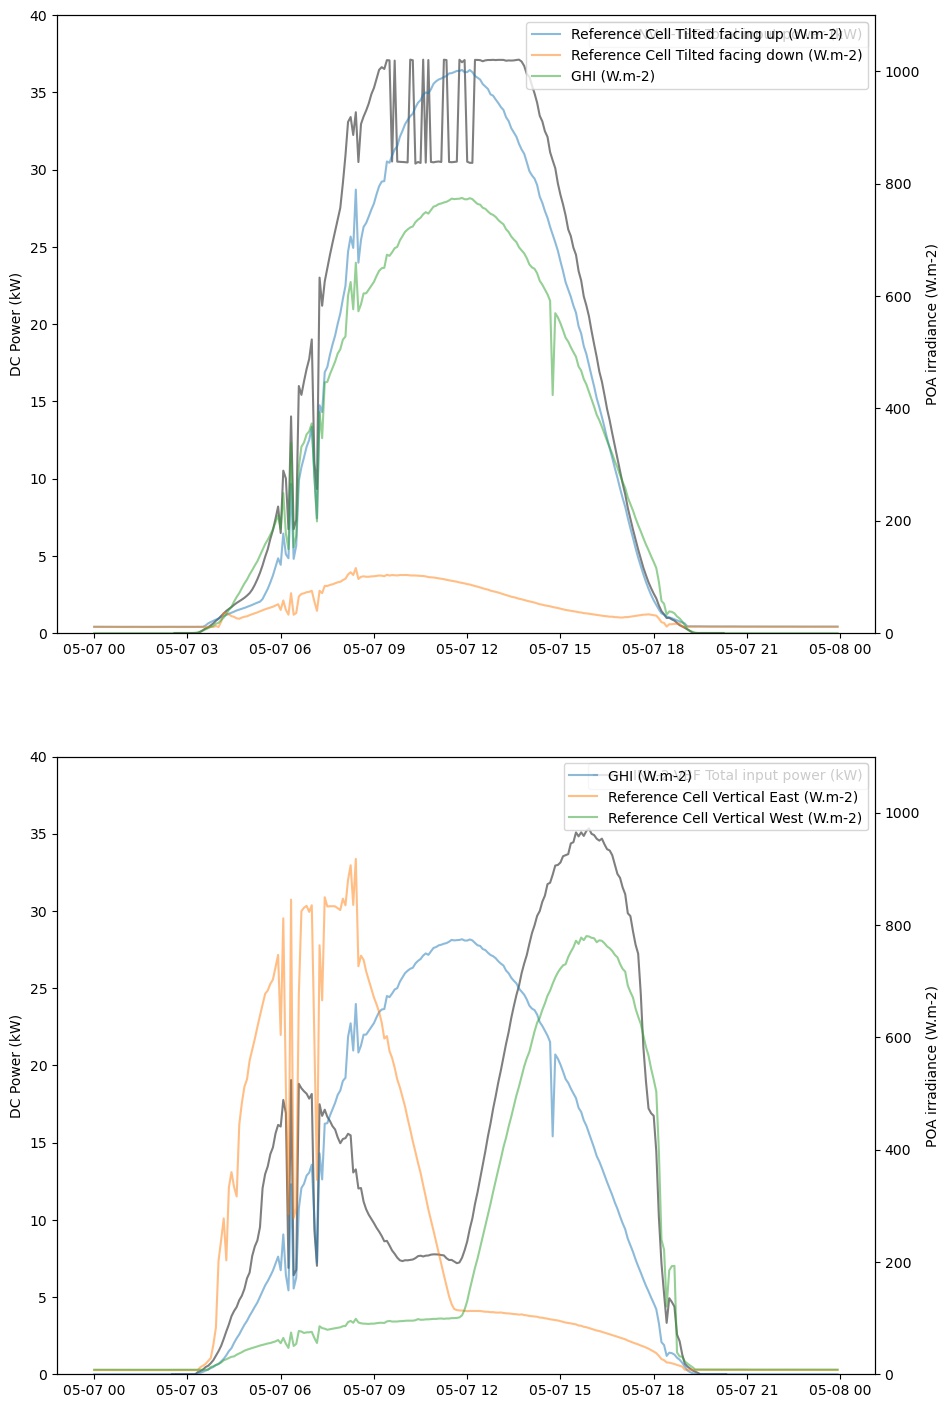 40
35
30
25
20
15
10
5
0
DC Power (kW)
Reference Cell Tilted facing up (W.m-2)
Reference Cell Tilted facing down (W.m-2)
GHI (W.m-2)
1000
800
600
400
200
0
POA irradiance (W.m-2)
05-07 00 05-07 03 05-07 06 05-07 09 05-07 12 05-07 15 05-07 18 05-07 21 05-08 00
40
35
30
25
20
15
10
5
0
DC Power (kW)
Total input power (kW)
GHI (W.m-2)
Reference Cell Vertical East (W.m-2)
Reference Cell Vertical West (W.m-2)
1000
800
600
400
200
0
POA irradiance (W.m-2)
05-07 00 05-07 03 05-07 06 05-07 09 05-07 12 05-07 15 05-07 18 05-07 21 05-08 00